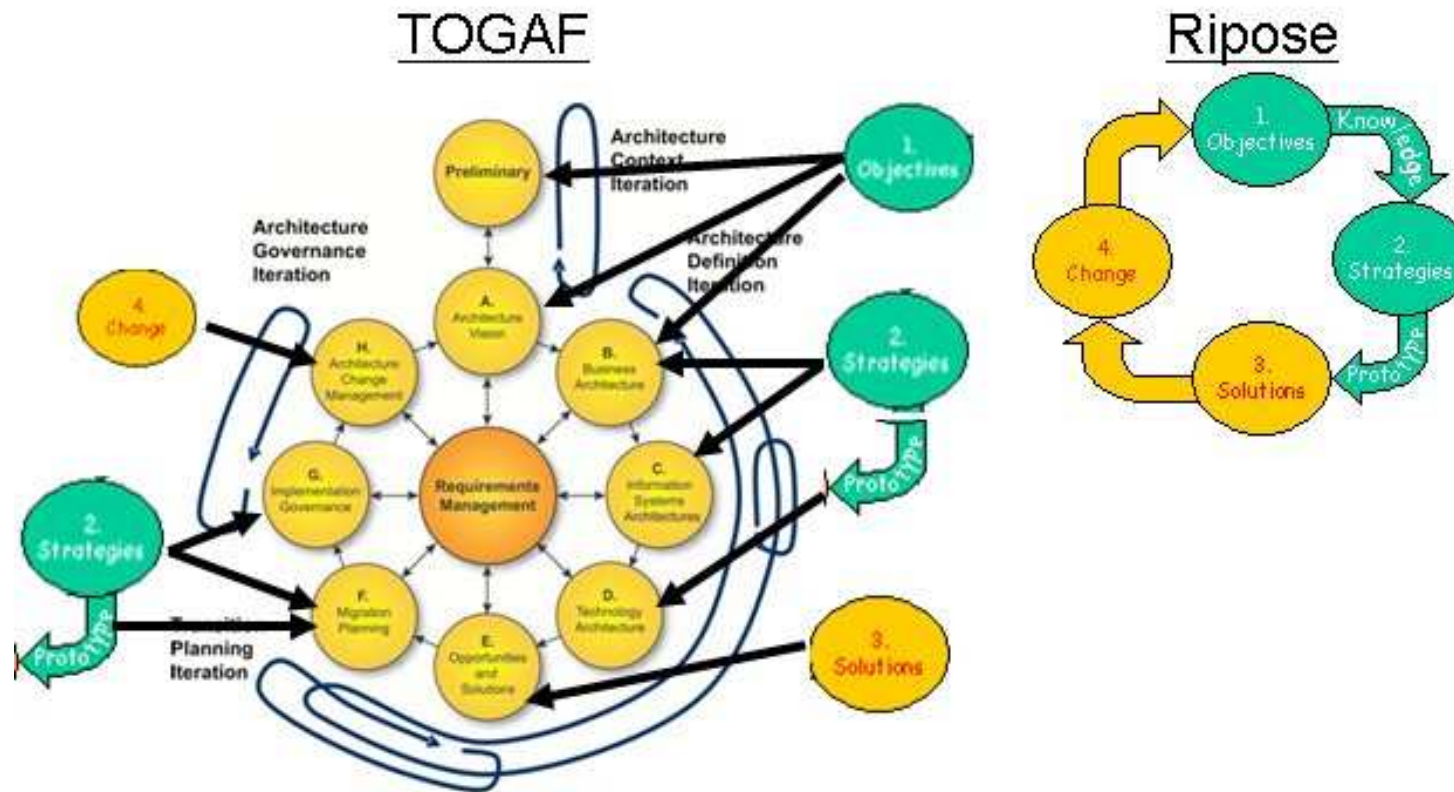 TOGAF
Ripose
Preliminary
Architecture
Context
Iteration
1.
Objectives
Architecture
Governance
Iteration
Architecture
Definition
Iteration
A.
Architecture
Vision
4.
Change
H.
Architecture
Change
Management
B.
Business
Architecture
2.
Strategies
Prototype
G.
Implementation
Governance
Requirements
Management
C.
Information
Systems
Architectures
2.
Strategies
Prototype
F.
Migration
Planning
D.
Technology
Architecture
E.
Opportunities
and
Solutions
Planning
Iteration
3.
Solutions
1.
Objectives
Knowledge
2.
Strategies
Prototype
3.
Solutions
4.
Change